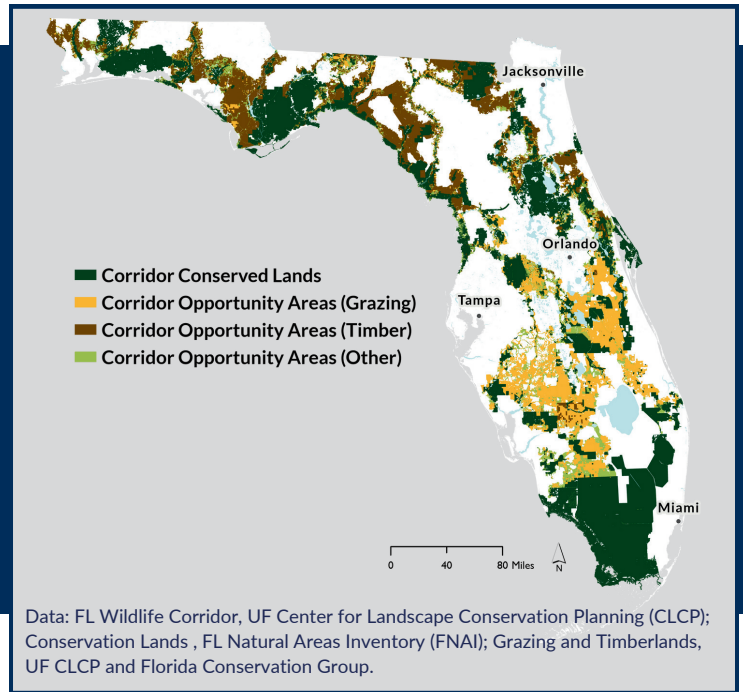 Jacksonville
Orlando
Corridor Conserved Lands
Corridor Opportunity Areas (Grazing)
Tampa
Corridor Opportunity Areas (Timber)
Corridor Opportunity Areas (Other)
Miami
0 40 80 Miles N
Data: FL Wildlife Corridor, UF Center for Landscape Conservation Planning (CLCP);
Conservation Lands , FL Natural Areas Inventory (FNAI); Grazing and Timberlands,
UF CLCP and Florida Conservation Group.